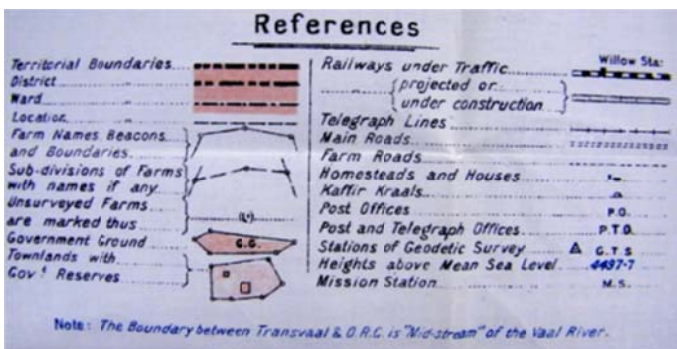 References
Territorial Boundaries
District "
Ward "
Location "
Farm Names Beacons
and Boundaries
Sub-divisions of Farms
with names if any
Unsurveyed Farms
are marked thus
Government Ground G.G.
Townlands with
Gov.t Reserves
Railways under Traffic Willow Sta:
" projected or
under construction
Telegraph Lines
Main Roads
Farm Roads
Homesteads and Houses
Kaffir Kraals
Post Offices P.O.
Post and Telegraph Offices P.T.O.
Stations of Geodetic Survey G.T.S
Heights above Mean Sea Level 4497·7
Mission Station M.S.
Note: The Boundary between Transvaal & O.R.C. is "Mid-stream" of the Vaal River.